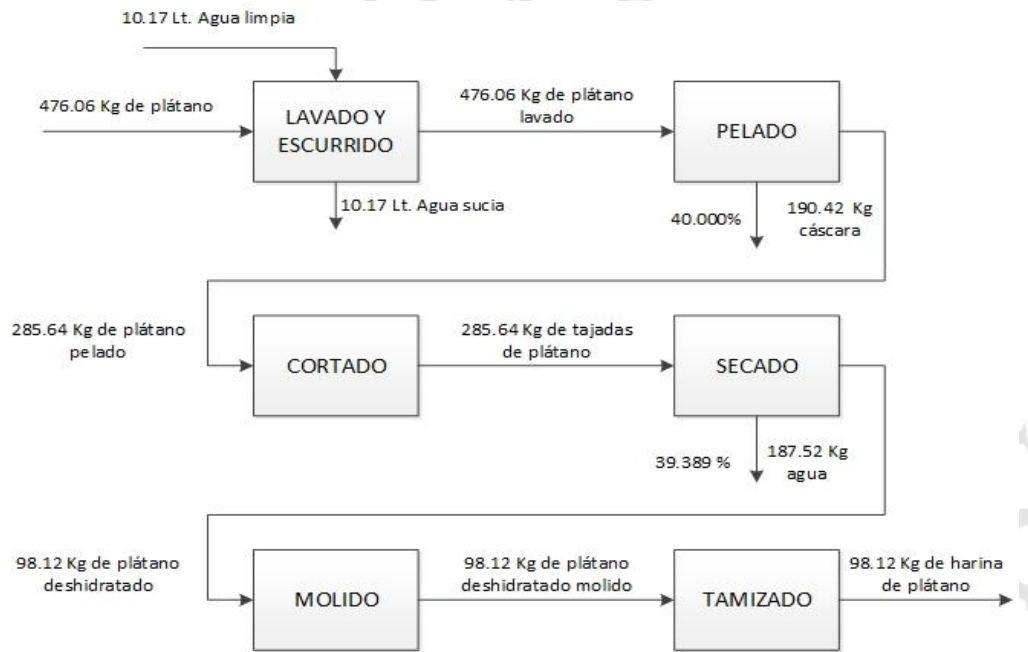 10.17 Lt. Agua limpia
476.06 Kg de plátano
LAVADO Y
ESCURRIDO
476.06 Kg de plátano
lavado
PELADO
10.17 Lt. Agua sucia
40.000%
190.42 Kg
cáscara
285.64 Kg de plátano
pelado
CORTADO
285.64 Kg de tajadas
de plátano
SECADO
39.389 %
187.52 Kg
agua
98.12 Kg de plátano
deshidratado
MOLIDO
98.12 Kg de plátano
deshidratado molido
TAMIZADO
98.12 Kg de harina
de plátano